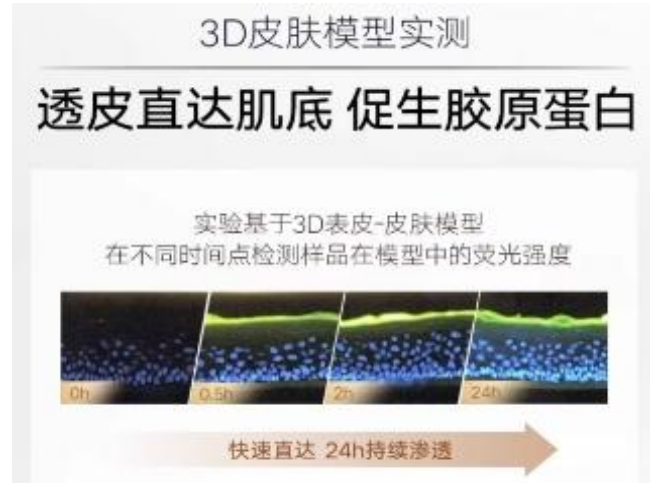 3D皮肤模型实测
透皮直达肌底 促生胶原蛋白
实验基于3D表皮-皮肤模型
在不同时间点检测样品在模型中的荧光强度
0h
0.5h
2h
24h
快速直达 24h持续渗透